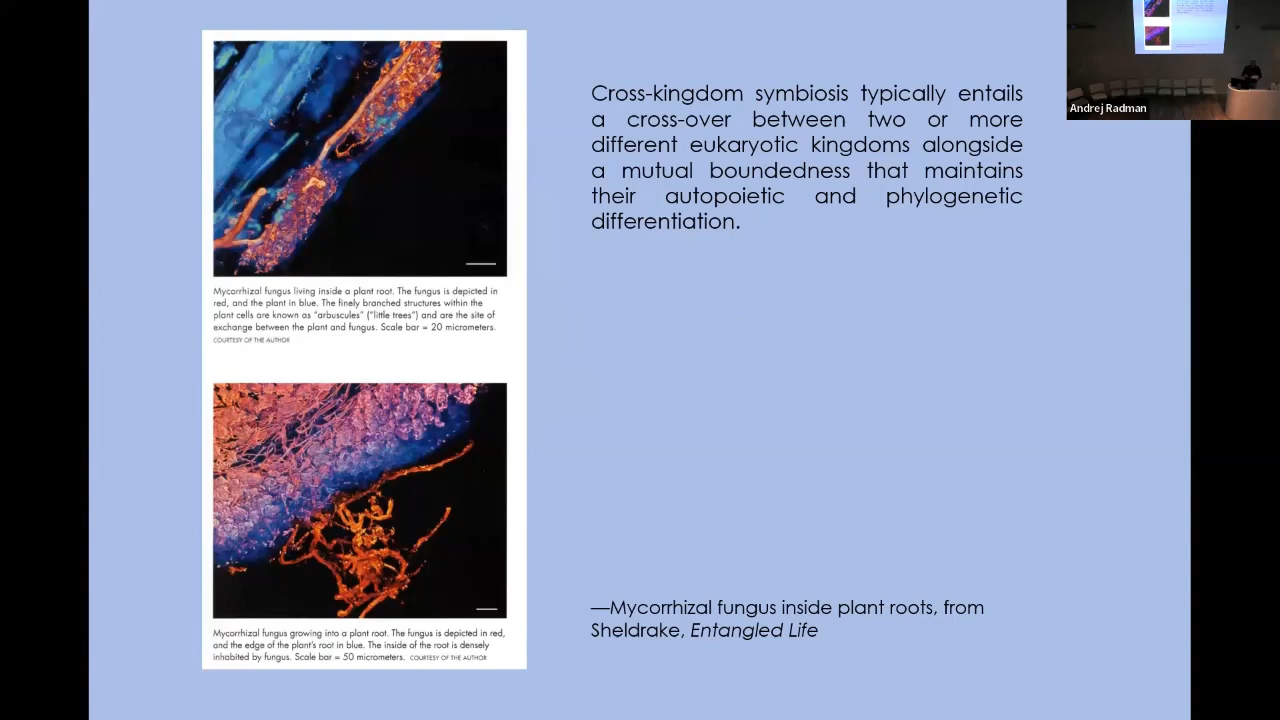 Mycorrhizal fungus living inside a plant root. The fungus is depicted in
red, and the plant in blue. The finely branched structures within the
plant cells are known as "arbuscules" ("little trees") and are the site of
exchange between the plant and fungus. Scale bar = 20 micrometers.
COURTESY OF THE AUTHOR
Mycorrhizal fungus growing into a plant root. The fungus is depicted in red,
and the edge of the plant's root in blue. The inside of the root is densely
inhabited by fungus. Scale bar = 50 micrometers. COURTESY OF THE AUTHOR
Cross-kingdom symbiosis typically entails
a cross-over between two or more
different eukaryotic kingdoms alongside
a mutual boundedness that maintains
their autopoietic and phylogenetic
differentiation.
—Mycorrhizal fungus inside plant roots, from
Sheldrake, Entangled Life
Andrej Radman